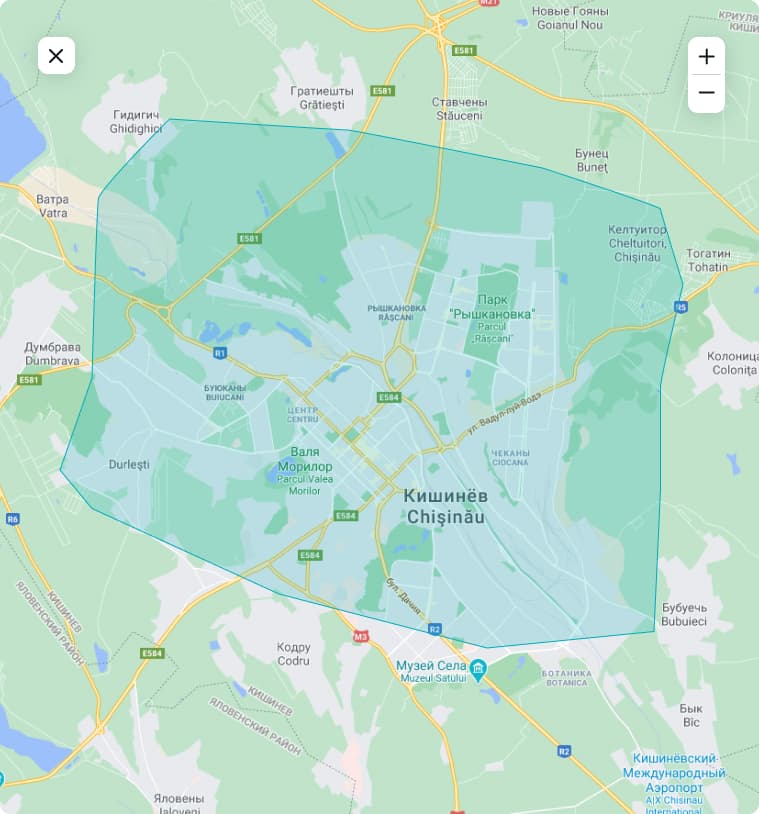 M21
Новые Гояны
Goianul Nou
E581
Гратиешты
Grătiești
E581
Ставчены
Stăuceni
Гидигич
Ghidighici
Бунец
Buneț
Ватра
Vatra
E581
Келтуитор,
Cheltuitori,
Chișinău
Тогатин
Tohatin
РЫШКАНОВКА
RÂȘCANI
Парк
"Рышкановка"
Parcul
„Râșcani"
R5
Думбрава
Dumbrava
R1
Колоница
Colonița
E581
БУЮКАНЫ
BUIUCANI
E584
ЦЕНТР
CENTRU
ул. Вадул-луй-Водэ
Валя
Морилор
Parcul Valea
Morilor
ЧЕКАНЫ
CIOCANA
Durlești
Кишинёв
Chișinău
R6
E584
E584
бул. Дачия
КИШИНЕВ
ЯЛОВЕНСКИЙ РАЙОН
Бубуечь
Bubuieci
R2
M3
E584
Кодру
Codru
Музей Села
Muzeul Satului
БОТАНИКА
BOTANICA
КИШИНЕВ
ЯЛОВЕНСКИЙ РАЙОН
Бык
Bîc
R2
Кишинёвский
Международный
Аэропорт
AIX Chisinau
International
Яловены
Ialoveni